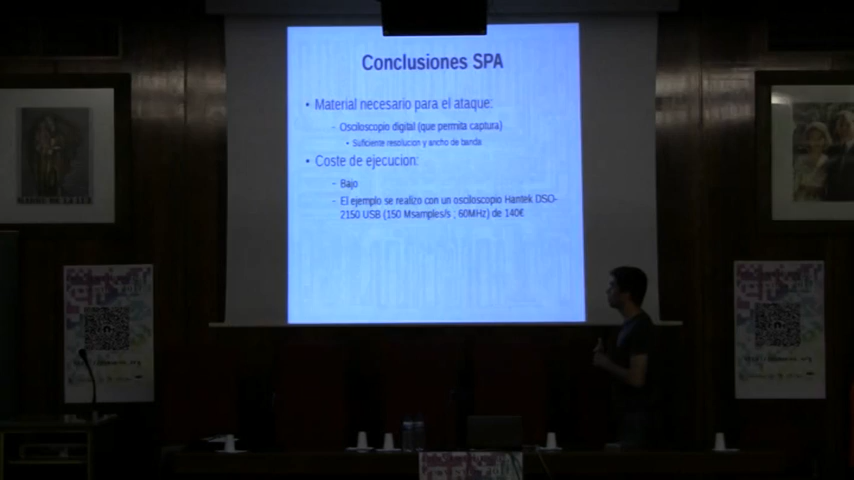 Conclusiones SPA
• Material necesario para el ataque:
– Osciloscopio digital (que permita captura)
• Suficiente resolucion y ancho de banda
• Coste de ejecucion:
– Bajo
– El ejemplo se realizo con un osciloscopio Hantek DSO-
2150 USB (150 Msamples/s ; 60MHz) de 140€